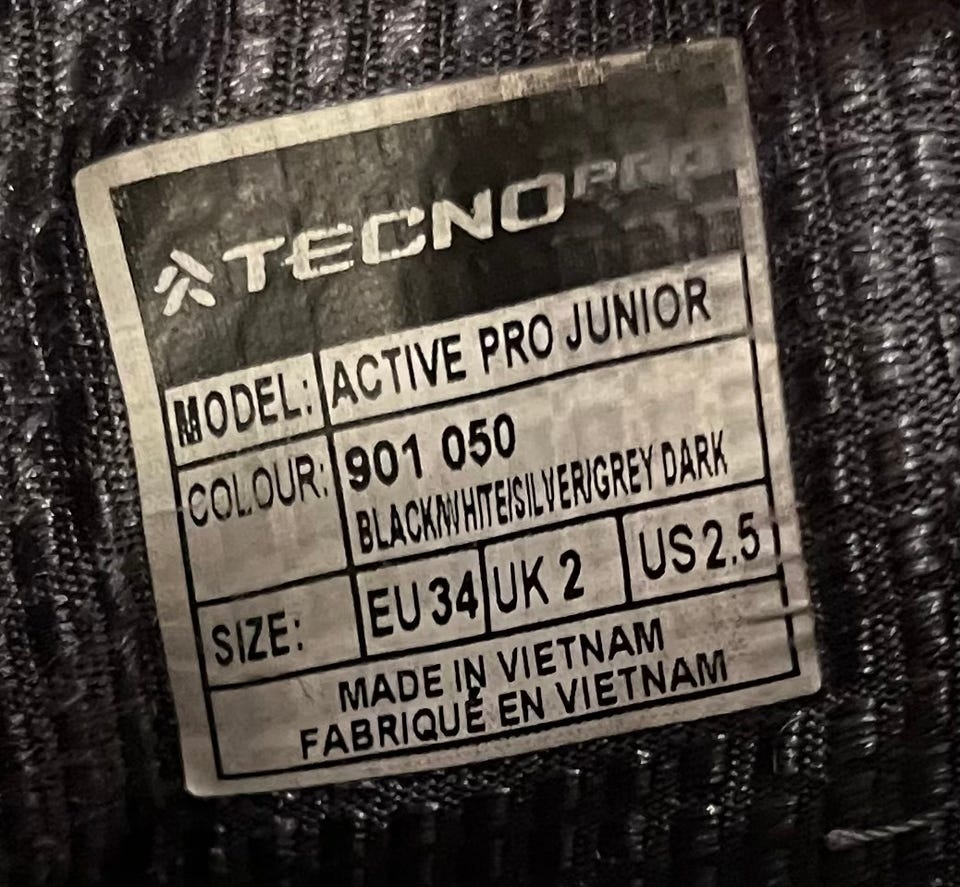 TECNOPRO
MODEL: ACTIVE PRO JUNIOR
COLOUR: 901 050
BLACK/WHITE/SILVER/GREY DARK
SIZE: EU 34 UK 2 US 2.5
MADE IN VIETNAM
FABRIQUÉ EN VIETNAM